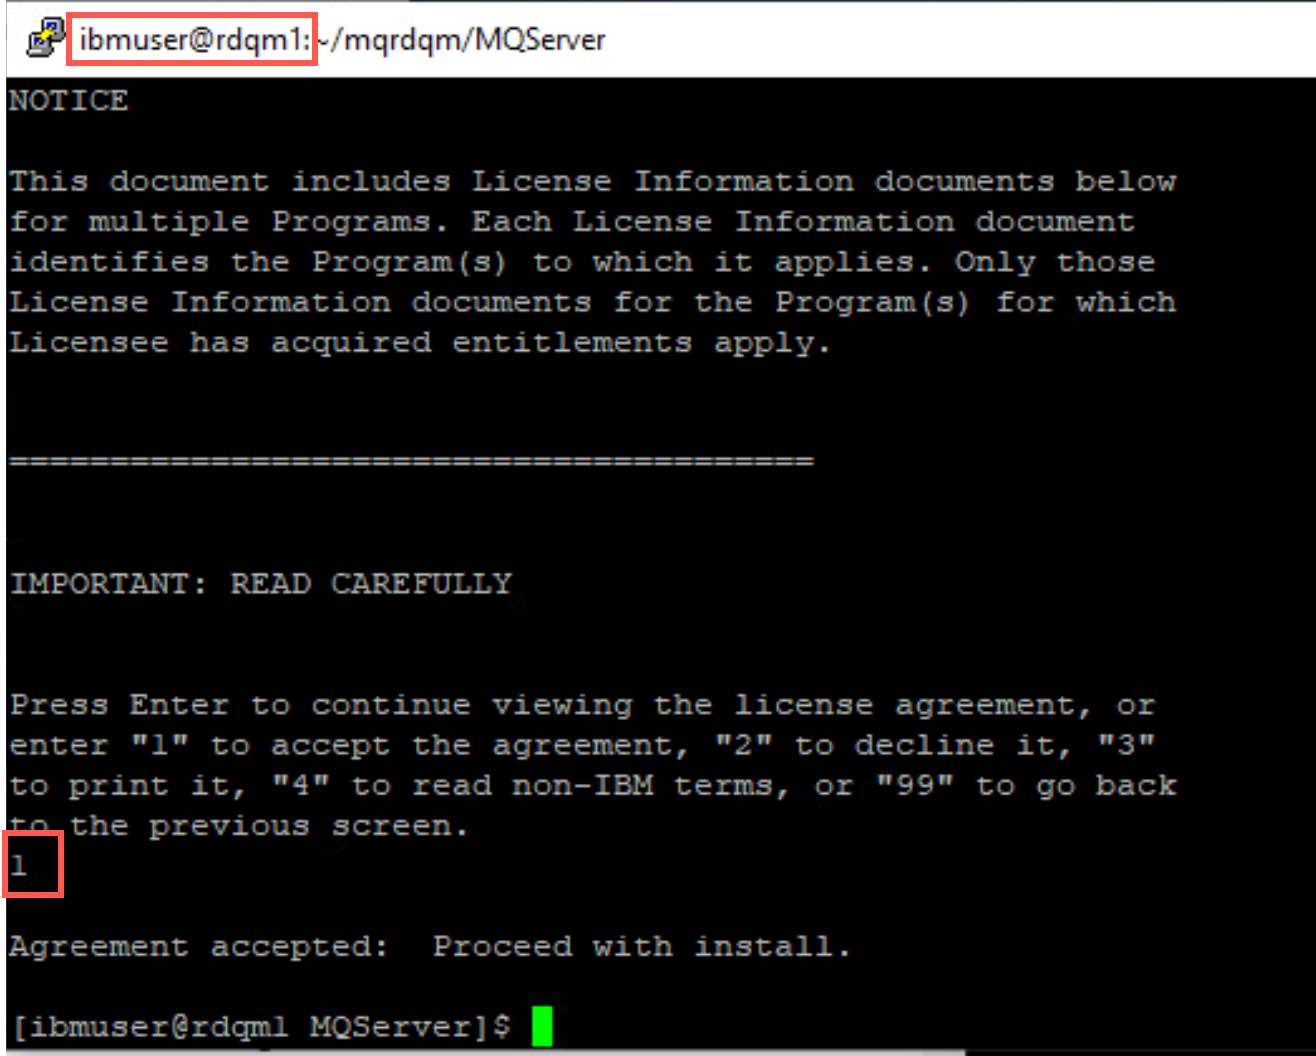 ibmuser@rdqm1:~/mqrdqm/MQServer
NOTICE
This document includes License Information documents below
for multiple Programs. Each License Information document
identifies the Program(s) to which it applies. Only those
License Information documents for the Program(s) for which
Licensee has acquired entitlements apply.
========================================
IMPORTANT: READ CAREFULLY
Press Enter to continue viewing the license agreement, or
enter "1" to accept the agreement, "2" to decline it, "3"
to print it, "4" to read non-IBM terms, or "99" to go back
to the previous screen.
1
Agreement accepted:  Proceed with install.
[ibmuser@rdqm1 MQServer]$